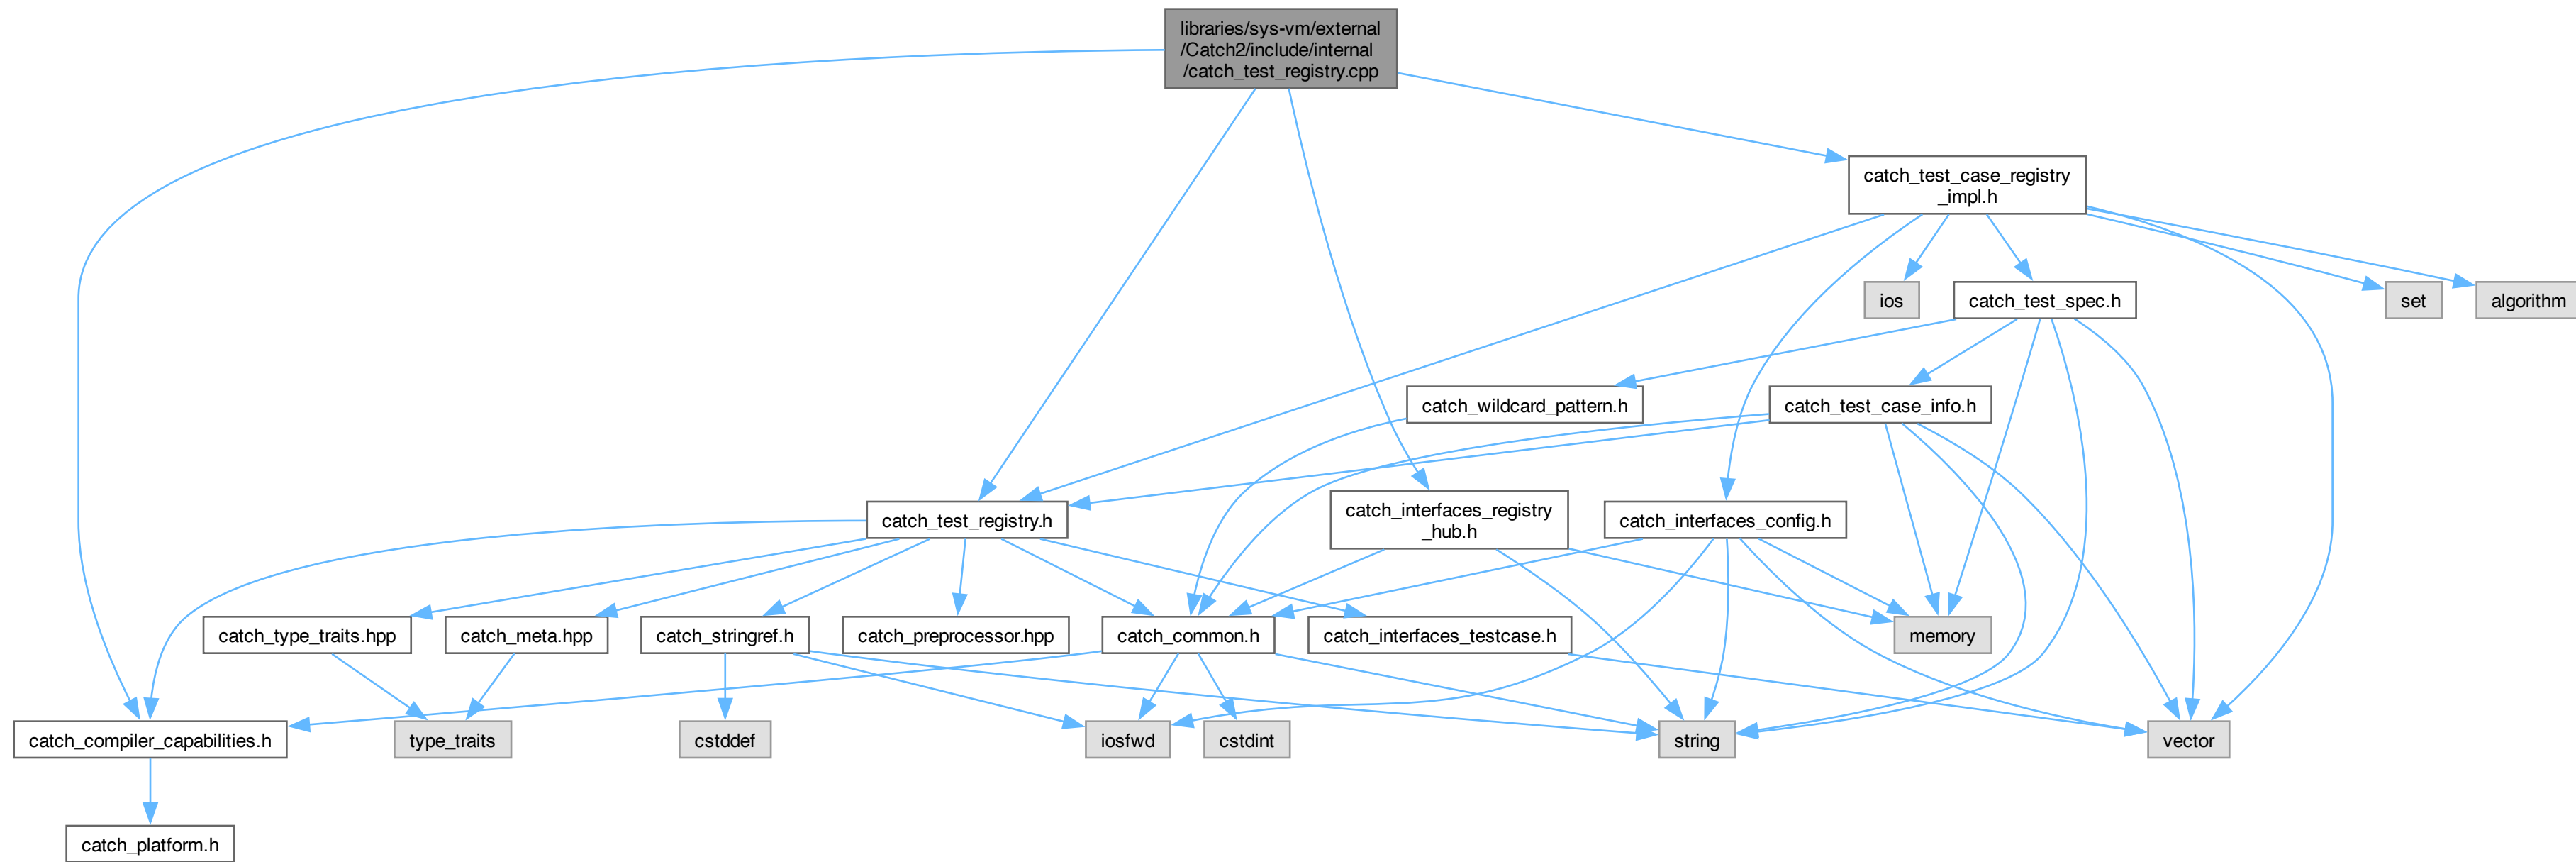 libraries/sys-vm/external
/Catch2/include/internal
/catch_test_registry.cpp
catch_test_case_registry
_impl.h
ios
catch_test_spec.h
set
algorithm
catch_wildcard_pattern.h
catch_test_case_info.h
catch_test_registry.h
catch_interfaces_registry
_hub.h
catch_interfaces_config.h
catch_type_traits.hpp
catch_meta.hpp
catch_stringref.h
catch_preprocessor.hpp
catch_common.h
catch_interfaces_testcase.h
memory
catch_compiler_capabilities.h
type_traits
cstddef
iosfwd
cstdint
string
vector
catch_platform.h